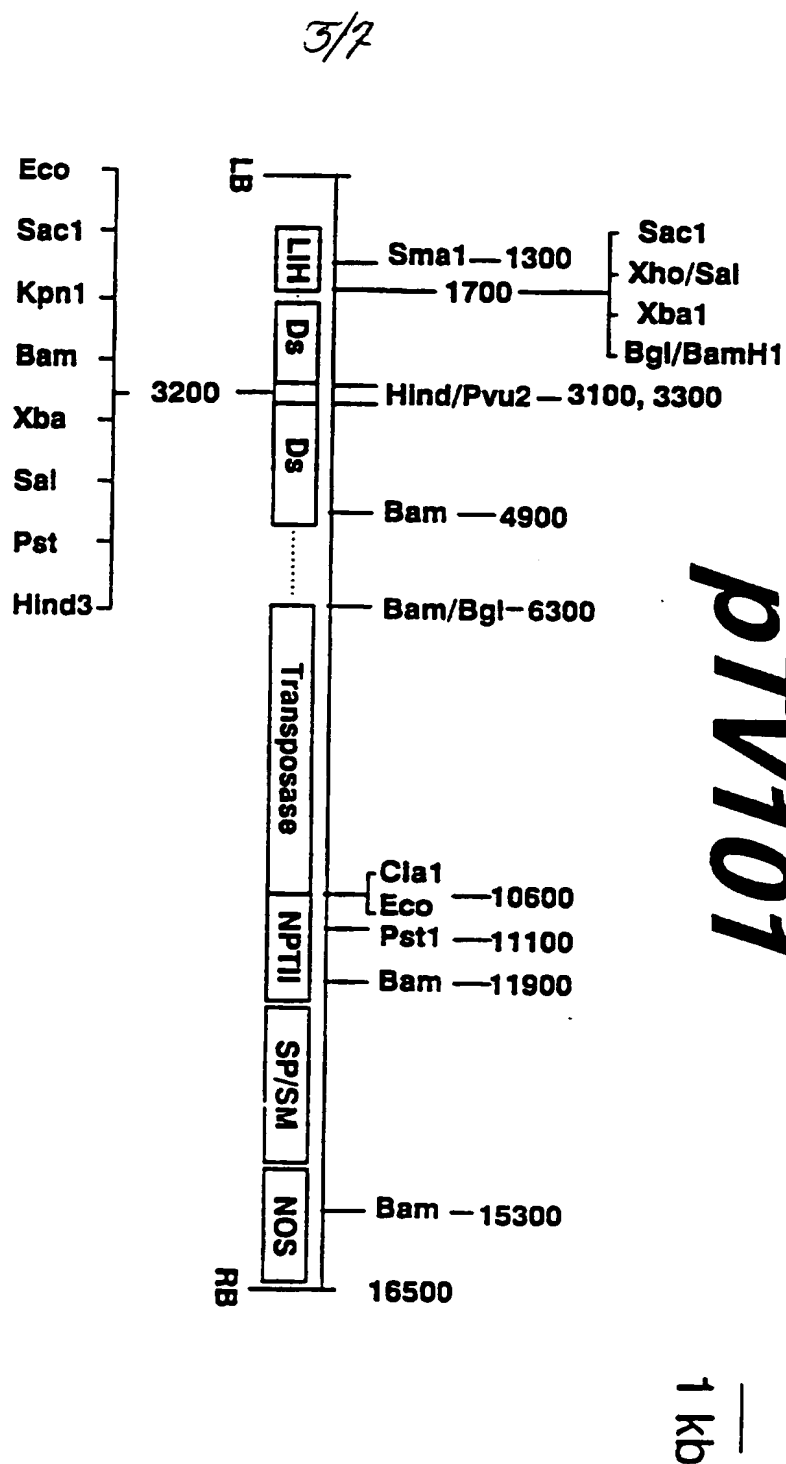 5/7
pTV101
LB
Eco
Sac1
Kpn1
Bam
Xba
Sal
Pst
Hind3
3200
LIH
Ds
Ds
Transposase
NPTII
SP/SM
NOS
RB
Sma1—1300
1700
Sac1
Xho/Sal
Xba1
Bgl/BamH1
Hind/Pvu2—3100, 3300
Bam—4900
Bam/Bgl-6300
Cla1
Eco—10600
Pst1—11100
Bam—11900
Bam—15300
16500
1 kb